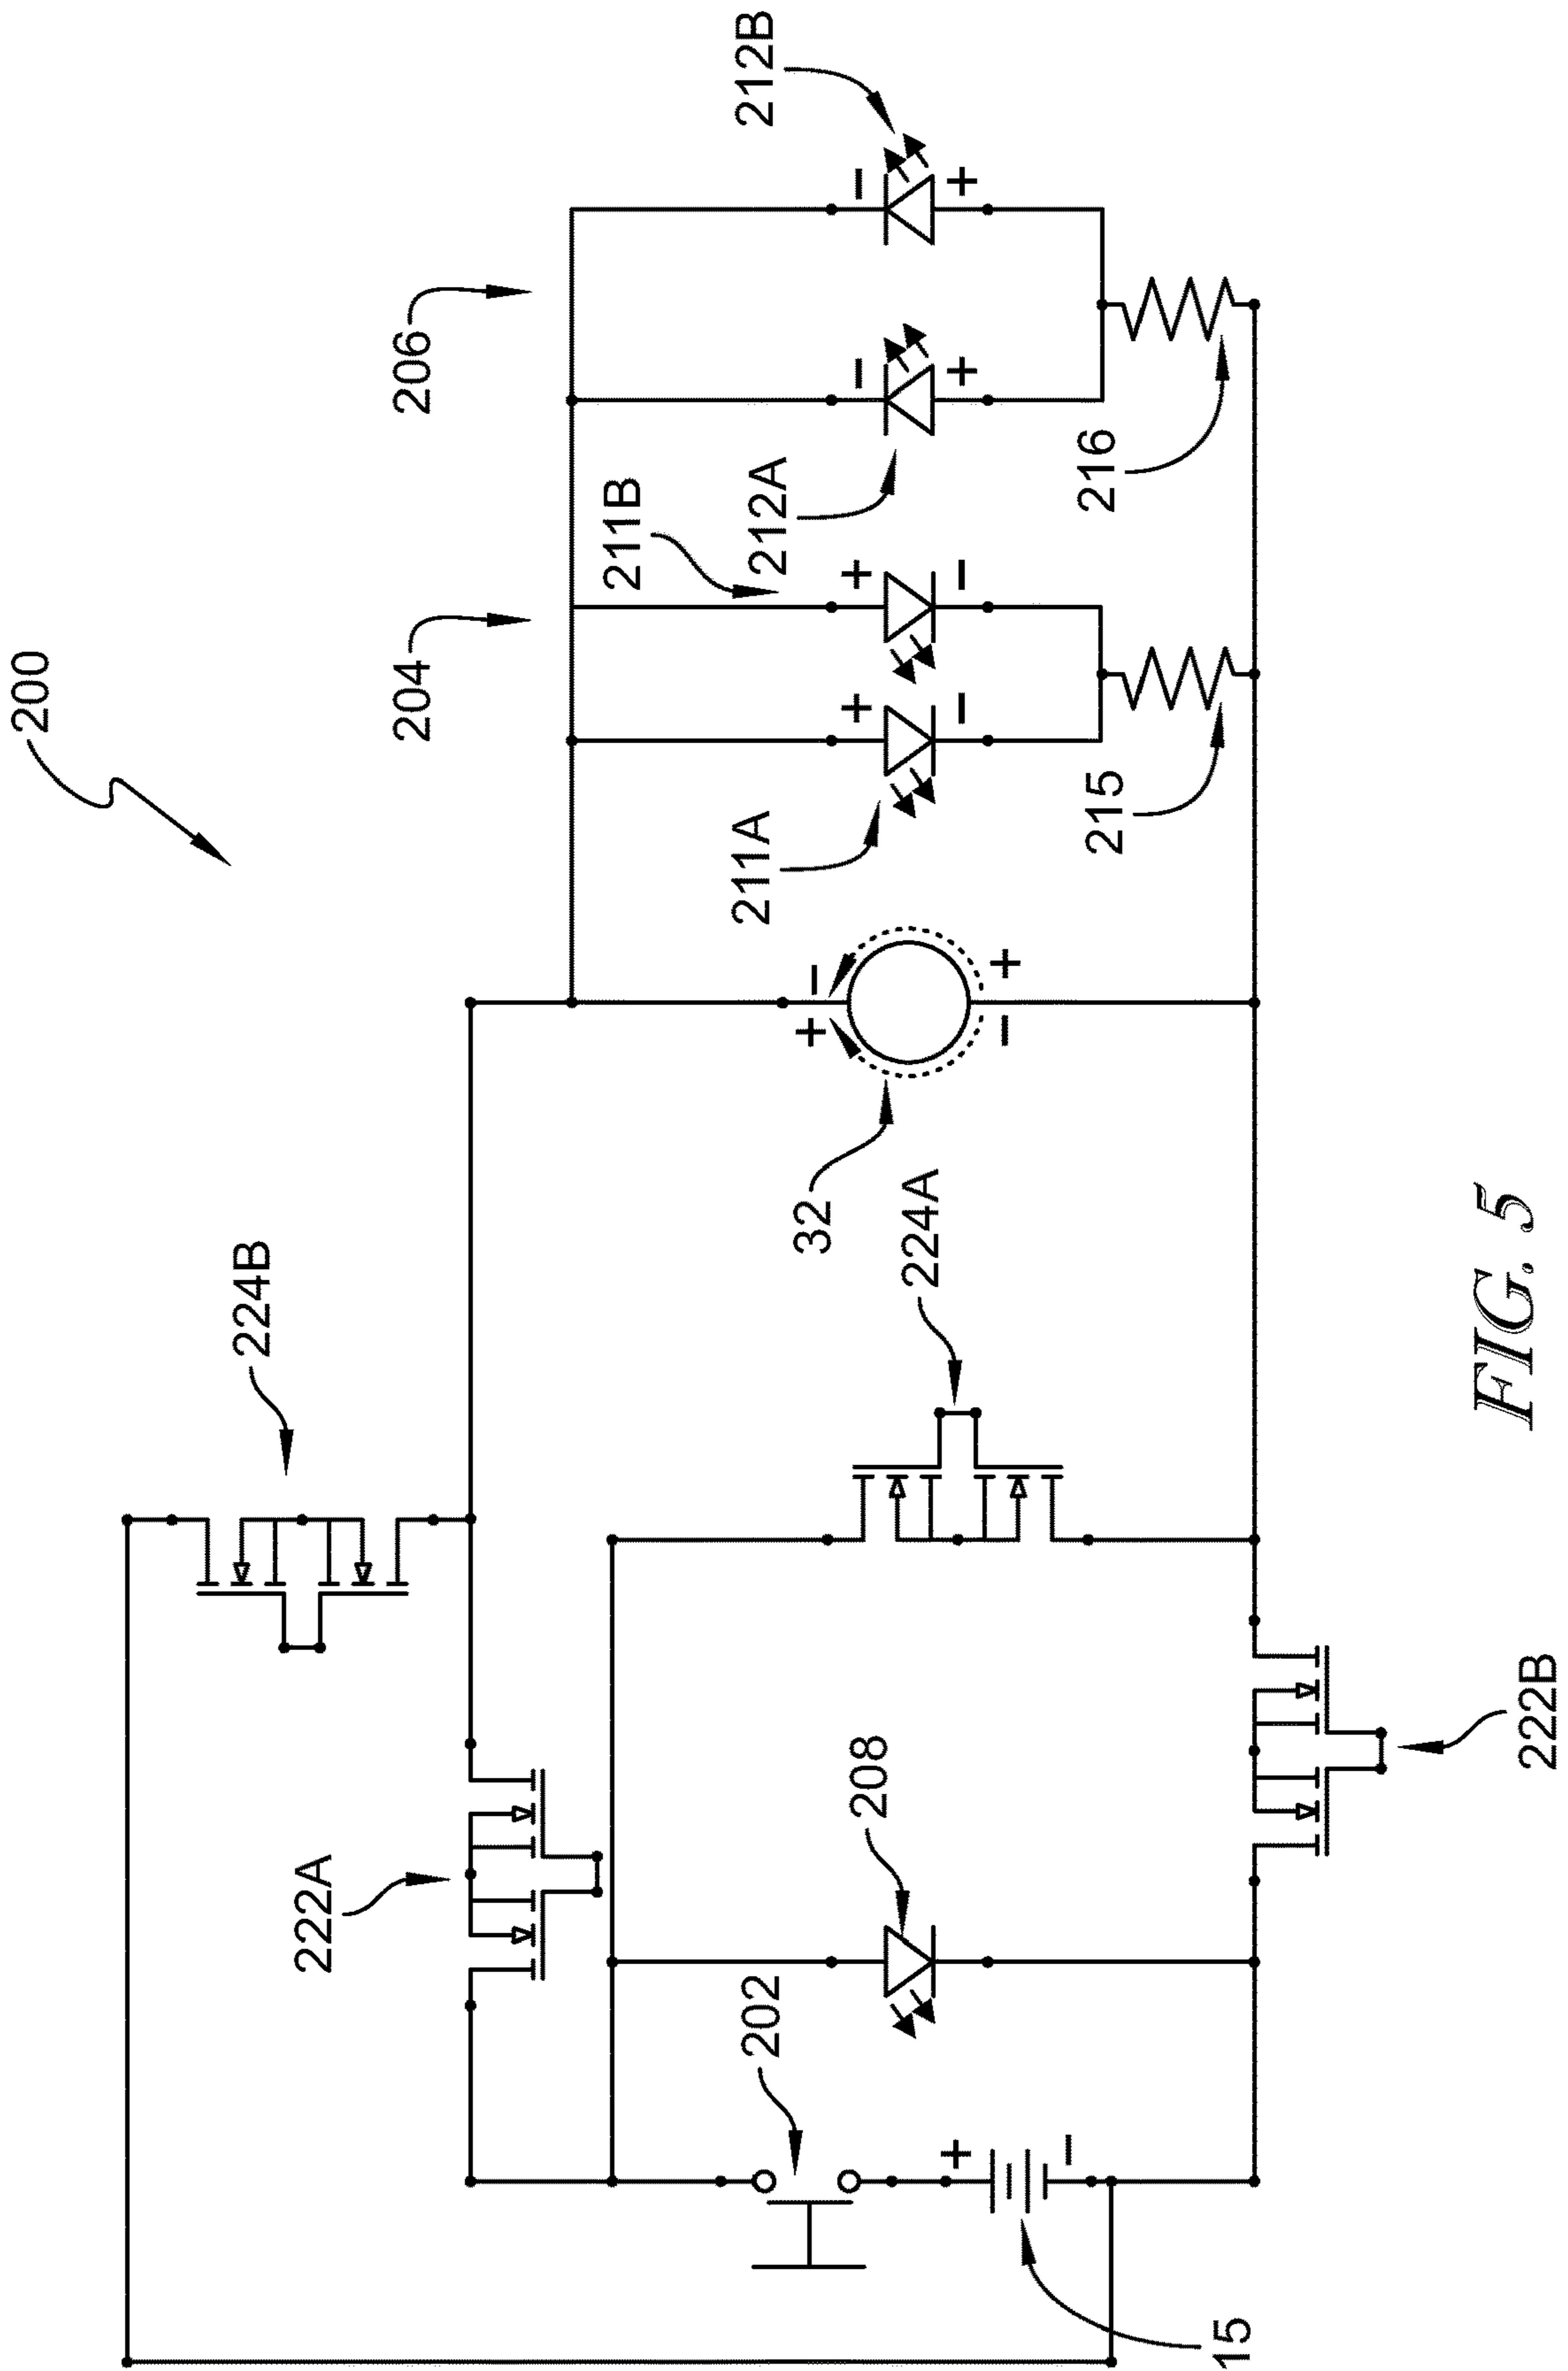 200
204
206
212B
211B
212A
211A
215
216
− − + +
+ + − −
− +
+ −
32
224B
224A
222A
222B
208
202
+
−
15
FIG. 5